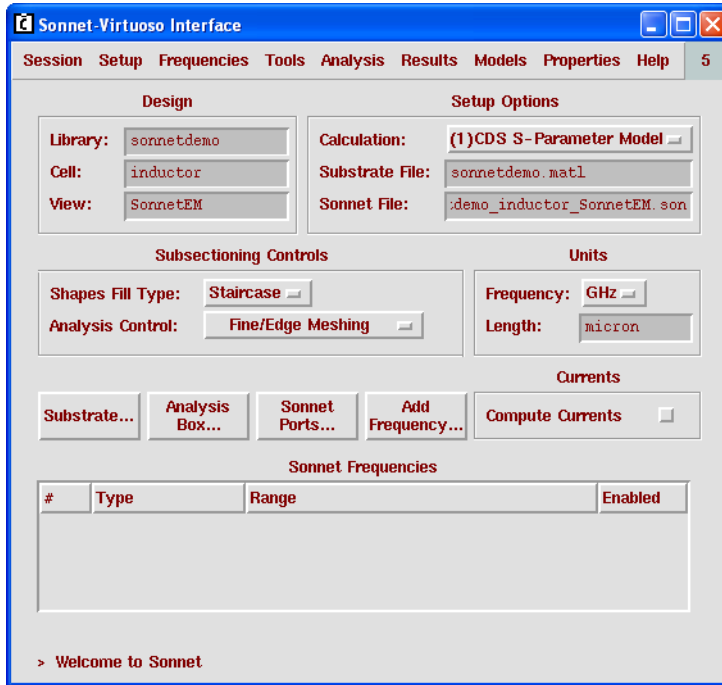 Sonnet-Virtuoso Interface
Session Setup Frequencies Tools Analysis Results Models Properties Help 5
Design
Library: sonnetdemo
Cell: inductor
View: SonnetEM
Setup Options
Calculation: (1)CDS S-Parameter Model
Substrate File: sonnetdemo.matl
Sonnet File: :demo_inductor_SonnetEM.son
Subsectioning Controls
Shapes Fill Type: Staircase
Analysis Control: Fine/Edge Meshing
Units
Frequency: GHz
Length: micron
Substrate...
Analysis
Box...
Sonnet
Ports...
Add
Frequency...
Currents
Compute Currents
Sonnet Frequencies
# Type Range Enabled
> Welcome to Sonnet